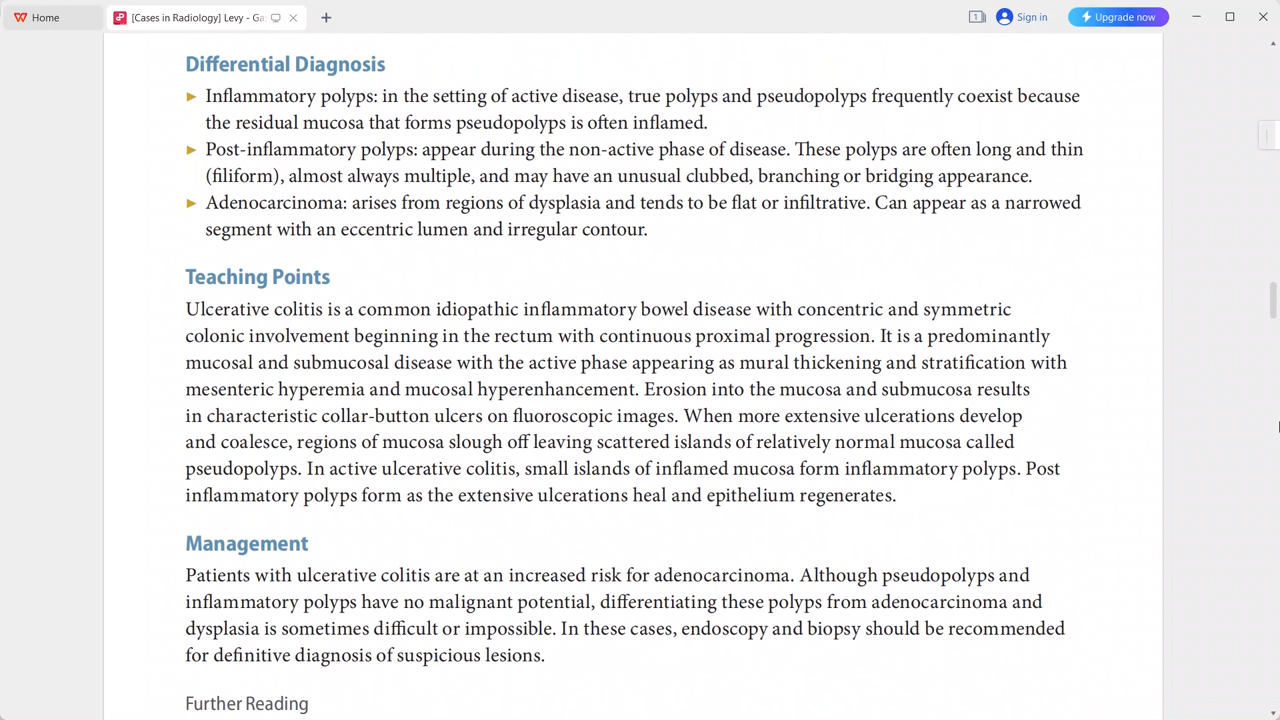 Home
[Cases in Radiology] Levy - Ga
1
Sign in
Upgrade now
Differential Diagnosis
► Inflammatory polyps: in the setting of active disease, true polyps and pseudopolyps frequently coexist because
the residual mucosa that forms pseudopolyps is often inflamed.
► Post-inflammatory polyps: appear during the non-active phase of disease. These polyps are often long and thin
(filiform), almost always multiple, and may have an unusual clubbed, branching or bridging appearance.
► Adenocarcinoma: arises from regions of dysplasia and tends to be flat or infiltrative. Can appear as a narrowed
segment with an eccentric lumen and irregular contour.
Teaching Points
Ulcerative colitis is a common idiopathic inflammatory bowel disease with concentric and symmetric
colonic involvement beginning in the rectum with continuous proximal progression. It is a predominantly
mucosal and submucosal disease with the active phase appearing as mural thickening and stratification with
mesenteric hyperemia and mucosal hyperenhancement. Erosion into the mucosa and submucosa results
in characteristic collar-button ulcers on fluoroscopic images. When more extensive ulcerations develop
and coalesce, regions of mucosa slough off leaving scattered islands of relatively normal mucosa called
pseudopolyps. In active ulcerative colitis, small islands of inflamed mucosa form inflammatory polyps. Post
inflammatory polyps form as the extensive ulcerations heal and epithelium regenerates.
Management
Patients with ulcerative colitis are at an increased risk for adenocarcinoma. Although pseudopolyps and
inflammatory polyps have no malignant potential, differentiating these polyps from adenocarcinoma and
dysplasia is sometimes difficult or impossible. In these cases, endoscopy and biopsy should be recommended
for definitive diagnosis of suspicious lesions.
Further Reading